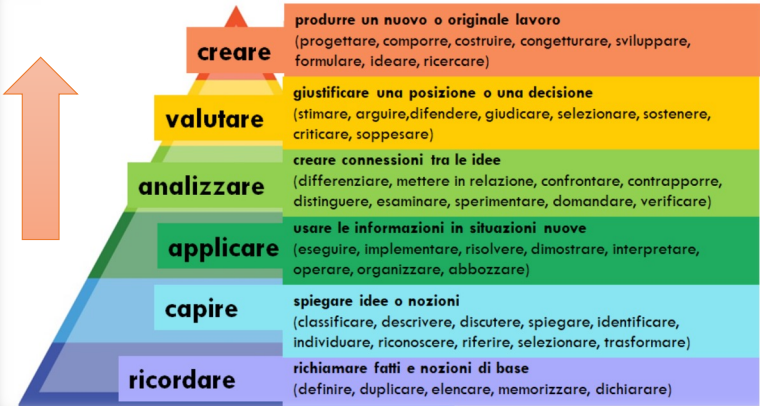 creare
produrre un nuovo o originale lavoro
(progettare, comporre, costruire, congetturare, sviluppare,
formulare, ideare, ricercare)
valutare
giustificare una posizione o una decisione
(stimare, arguire,difendere, giudicare, selezionare, sostenere,
criticare, soppesare)
analizzare
creare connessioni tra le idee
(differenziare, mettere in relazione, confrontare, contrapporre,
distinguere, esaminare, sperimentare, domandare, verificare)
applicare
usare le informazioni in situazioni nuove
(eseguire, implementare, risolvere, dimostrare, interpretare,
operare, organizzare, abbozzare)
capire
spiegare idee o nozioni
(classificare, descrivere, discutere, spiegare, identificare,
individuare, riconoscere, riferire, selezionare, trasformare)
ricordare
richiamare fatti e nozioni di base
(definire, duplicare, elencare, memorizzare, dichiarare)